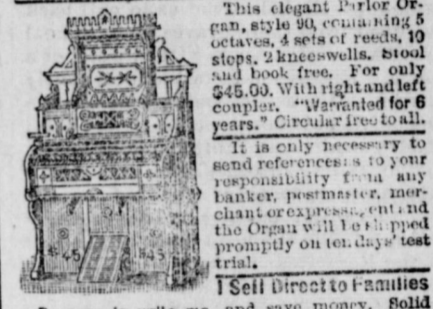 This elegant Parlor Or-
gan, style 90, containing 5
octaves, 4 sets of reeds, 10
stops, 2 kneeswells. Stool
and book free. For only
$45.00. With right and left
coupler. "Warranted for 6
years." Circular free to all.
It is only necessary to
send references as to your
responsibility from any
banker, postmaster, mer-
chant or express agent and
the Organ will be shipped
promptly on ten days' test
trial.
I Sell Direct to Families
and save money. Solid
$45 $45